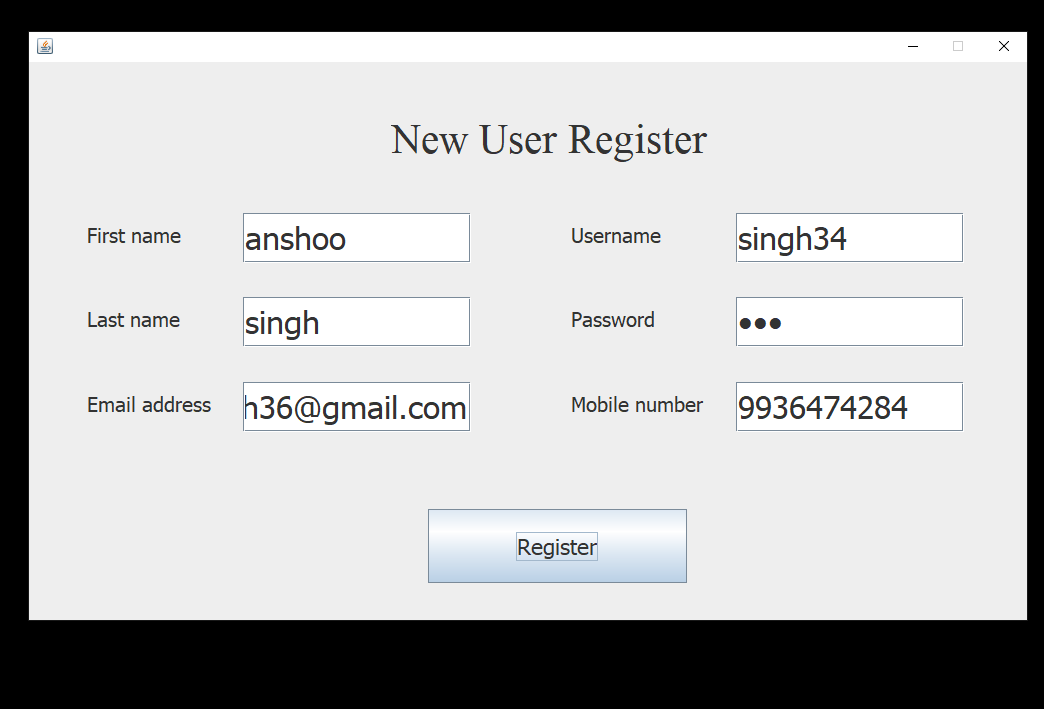 New User Register
First name anshoo Username singh34
Last name singh Password •••
Email address h36@gmail.com Mobile number 9936474284
Register